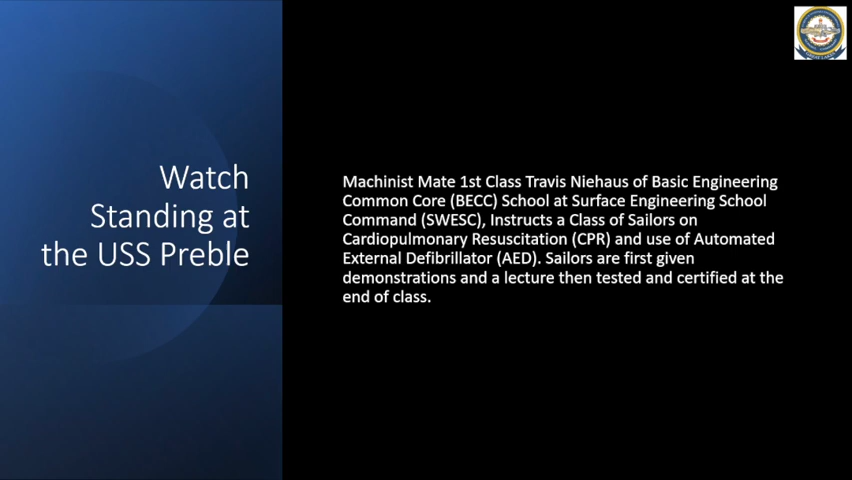 Watch
Standing at
the USS Preble
Machinist Mate 1st Class Travis Niehaus of Basic Engineering
Common Core (BECC) School at Surface Engineering School
Command (SWESC), Instructs a Class of Sailors on
Cardiopulmonary Resuscitation (CPR) and use of Automated
External Defibrillator (AED). Sailors are first given
demonstrations and a lecture then tested and certified at the
end of class.
GREAT LAKES